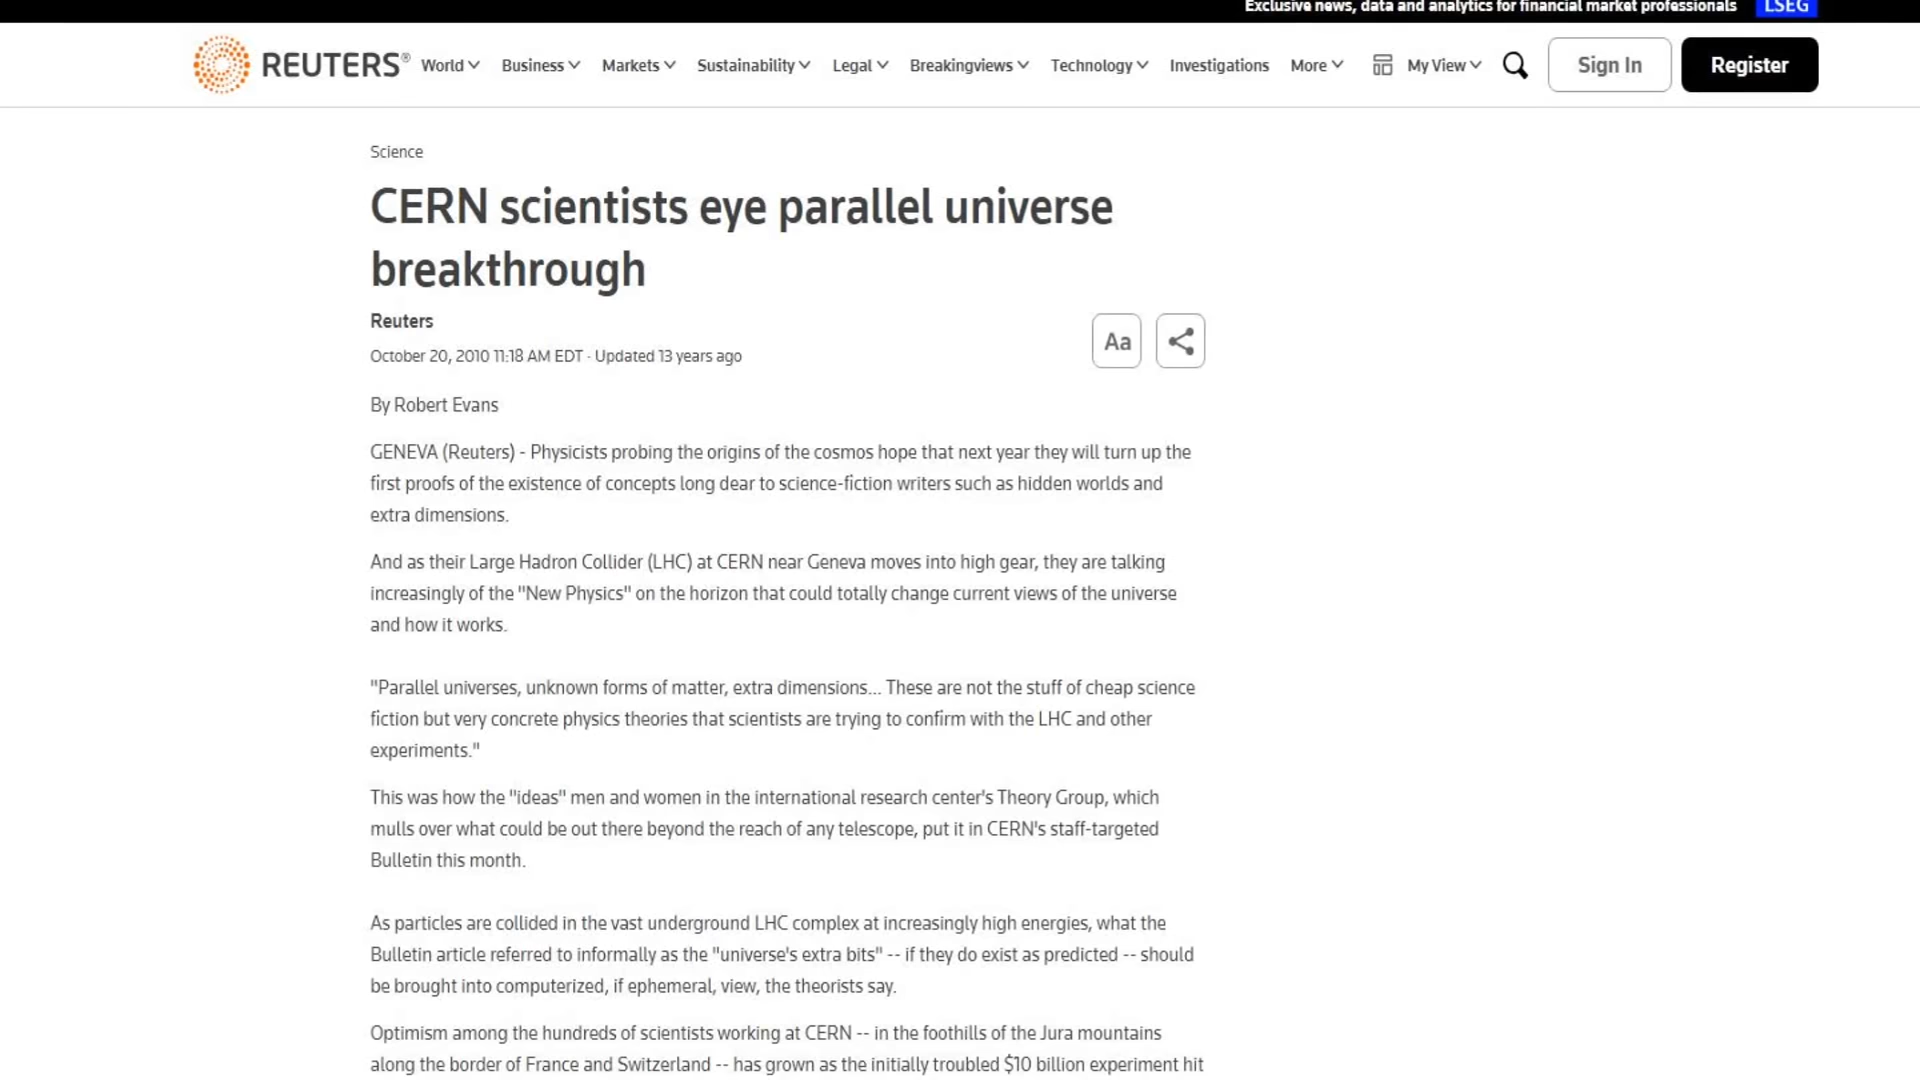 Exclusive news, data and analytics for financial market professionals LSEG
REUTERS® World Business Markets Sustainability Legal Breakingviews Technology Investigations More My View Sign In Register
Science
CERN scientists eye parallel universe
breakthrough
Reuters
October 20, 2010 11:18 AM EDT · Updated 13 years ago
Aa
By Robert Evans
GENEVA (Reuters) - Physicists probing the origins of the cosmos hope that next year they will turn up the
first proofs of the existence of concepts long dear to science-fiction writers such as hidden worlds and
extra dimensions.
And as their Large Hadron Collider (LHC) at CERN near Geneva moves into high gear, they are talking
increasingly of the "New Physics" on the horizon that could totally change current views of the universe
and how it works.
"Parallel universes, unknown forms of matter, extra dimensions... These are not the stuff of cheap science
fiction but very concrete physics theories that scientists are trying to confirm with the LHC and other
experiments."
This was how the "ideas" men and women in the international research center's Theory Group, which
mulls over what could be out there beyond the reach of any telescope, put it in CERN's staff-targeted
Bulletin this month.
As particles are collided in the vast underground LHC complex at increasingly high energies, what the
Bulletin article referred to informally as the "universe's extra bits" -- if they do exist as predicted -- should
be brought into computerized, if ephemeral, view, the theorists say.
Optimism among the hundreds of scientists working at CERN -- in the foothills of the Jura mountains
along the border of France and Switzerland -- has grown as the initially troubled $10 billion experiment hit